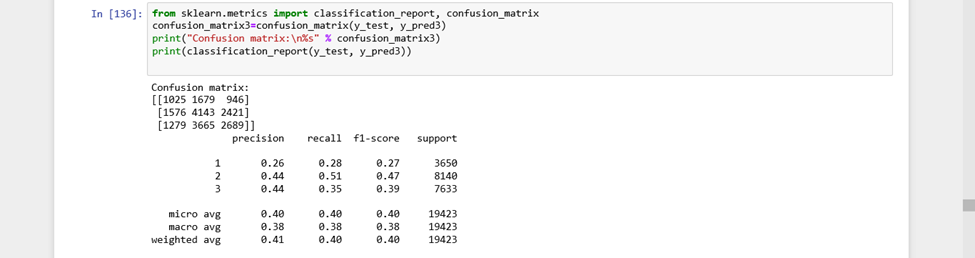 In [136]: from sklearn.metrics import classification_report, confusion_matrix
confusion_matrix3=confusion_matrix(y_test, y_pred3)
print("Confusion matrix:\n%s" % confusion_matrix3)
print(classification_report(y_test, y_pred3))
Confusion matrix:
[[1025 1679  946]
 [1576 4143 2421]
 [1279 3665 2689]]
              precision    recall  f1-score   support
           1       0.26      0.28      0.27      3650
           2       0.44      0.51      0.47      8140
           3       0.44      0.35      0.39      7633
   micro avg       0.40      0.40      0.40     19423
   macro avg       0.38      0.38      0.38     19423
weighted avg       0.41      0.40      0.40     19423